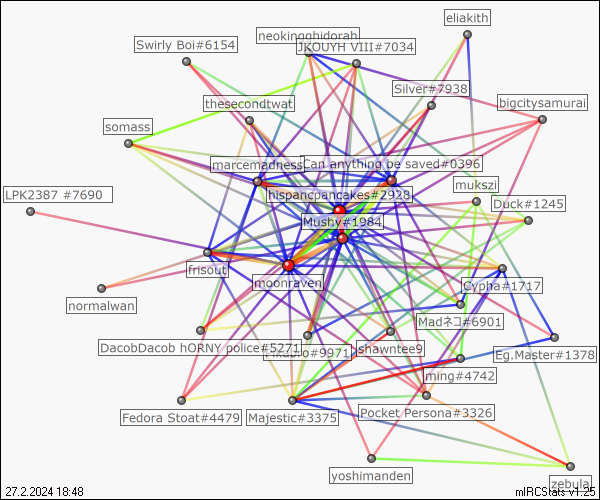 eliakith
neokingghidorah
Swirly Boi#6154
JKOUYH VIII#7034
Silver#7938
thesecondtwat
bigcitysamurai
somass
marcemadness
Can anything be saved#0396
mukszi
LPK2387 #7690
hispancpancakes#2928
Duck#1245
Mushy#1984
frisout
moonraven
Cypha#1717
normalwan
Madネコ#6901
DacobDacob hORNY police#5271
#9971
shawntee9
Eg.Master#1378
ming#4742
Fedora Stoat#4479
Majestic#3375
Pocket Persona#3326
yoshimanden
zebula
27.2.2024 18:48
mIRCStats v1.25